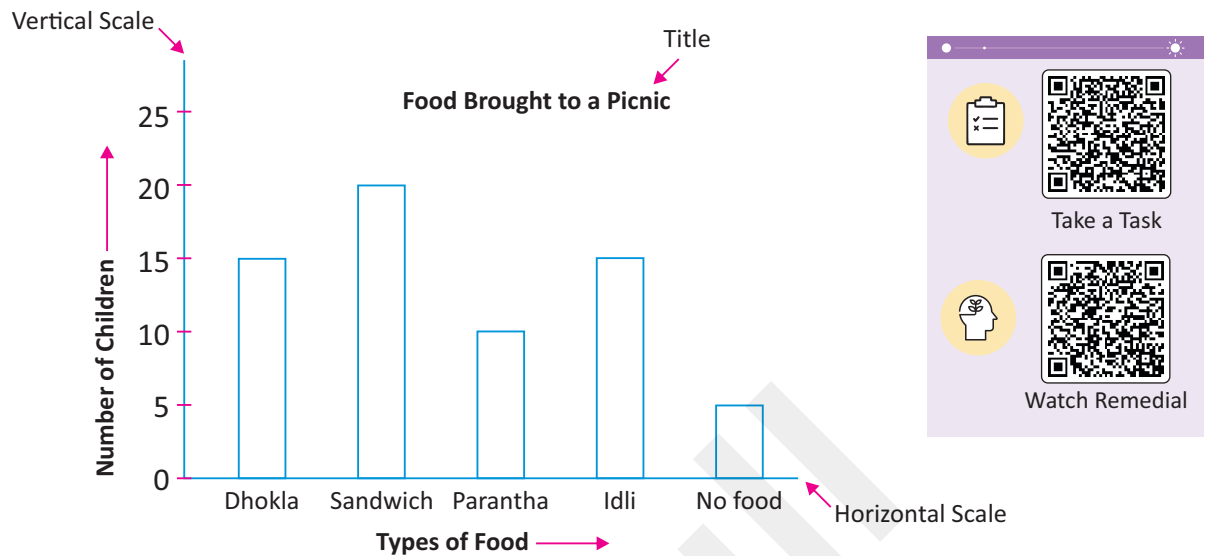 Vertical Scale
Title
Food Brought to a Picnic
25
20
15
10
5
0
Number of Children
Dhokla Sandwich Parantha Idli No food
Horizontal Scale
Types of Food
Take a Task
Watch Remedial